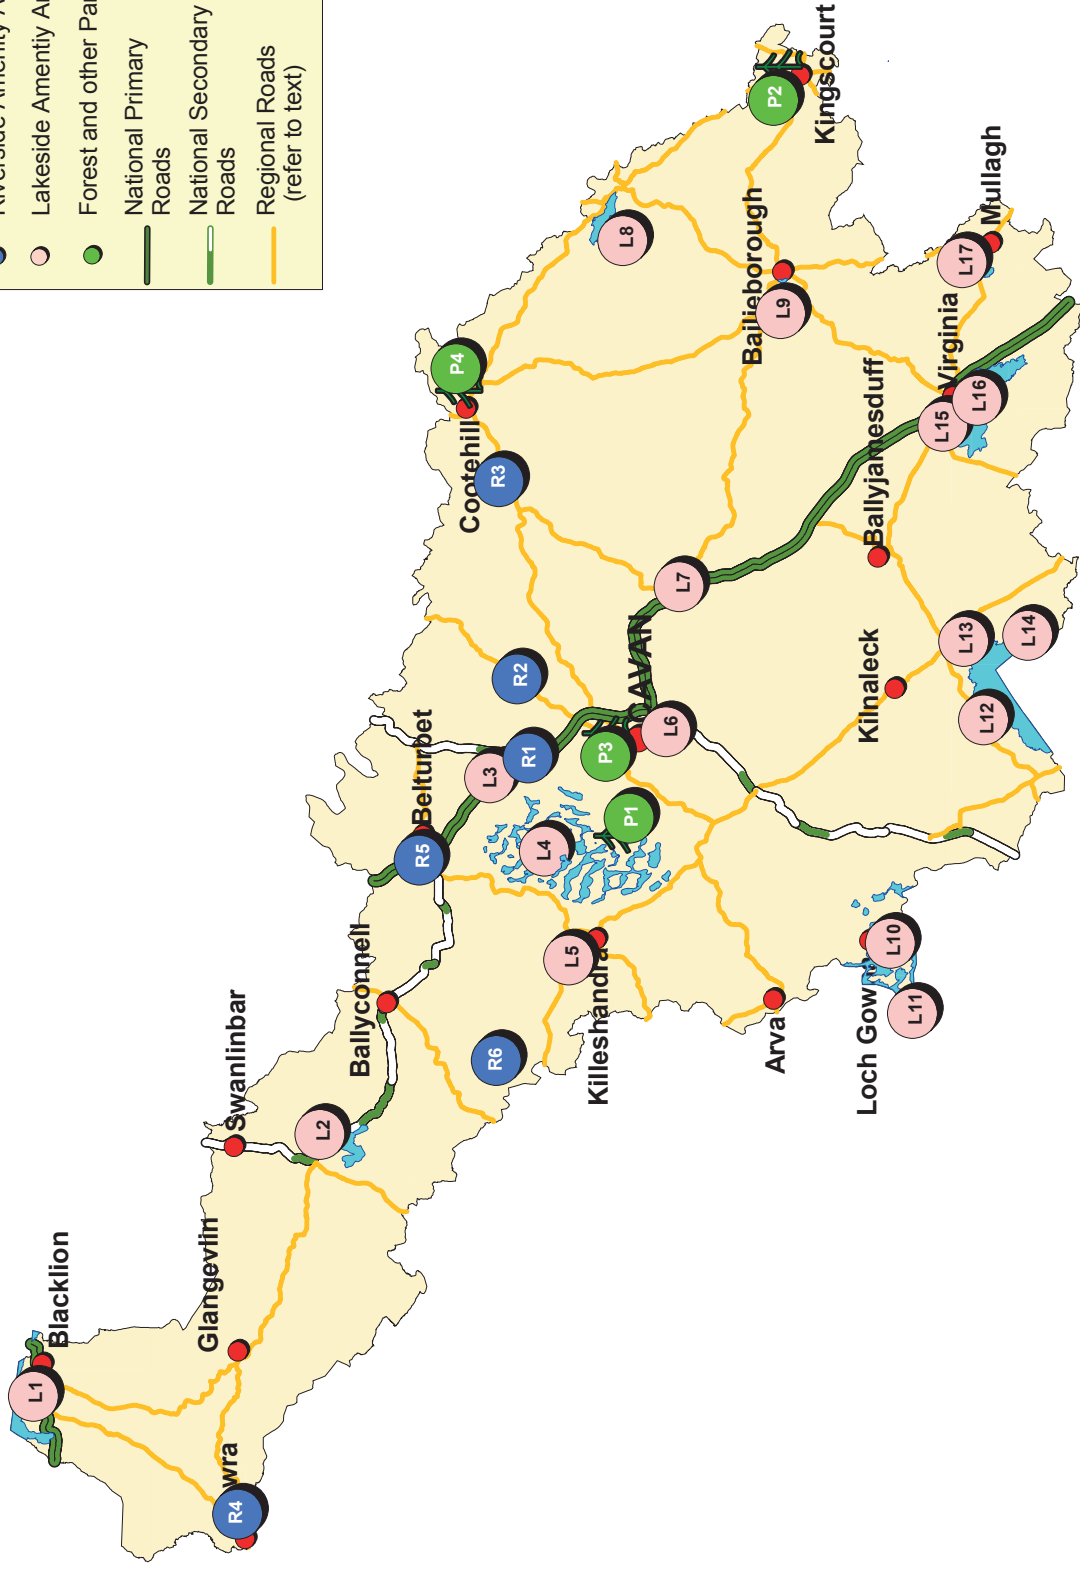 Lakeside Amentiy
Forest and other
National Primary
Roads
National Secondary
Roads
Regional Roads
(refer to text)
Blacklion
L1
Glangevlin
wra
R4
Swanlinbar
L2
Ballyconnell
Belturbet
R5
L3
R1
R2
R6
L4
L5
Killeshandra
P1
P3
CAVAN
L6
L7
Cootehill
R3
P4
L8
Bailieborough
L9
P2
Kingscourt
Mullagh
L17
Virginia
L15
L16
Ballyjamesduff
Kilnaleck
L13
L14
L12
Arva
Loch Gow
L10
L11